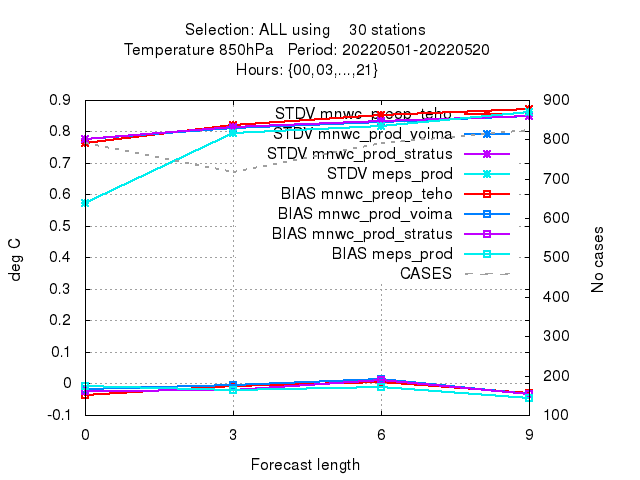 Selection: ALL using 30 stations
Temperature 850hPa Period: 20220501-20220520
Hours: {00,03,...,21}
STDV mnwc_preop_teho
STDV mnwc_prod_voima
STDV mnwc_prod_stratus
STDV meps_prod
BIAS mnwc_preop_teho
BIAS mnwc_prod_voima
BIAS mnwc_prod_stratus
BIAS meps_prod
CASES
deg C
0.9
0.8
0.7
0.6
0.5
0.4
0.3
0.2
0.1
0
-0.1
No cases
900
800
700
600
500
400
300
200
100
0 3 6 9
Forecast length